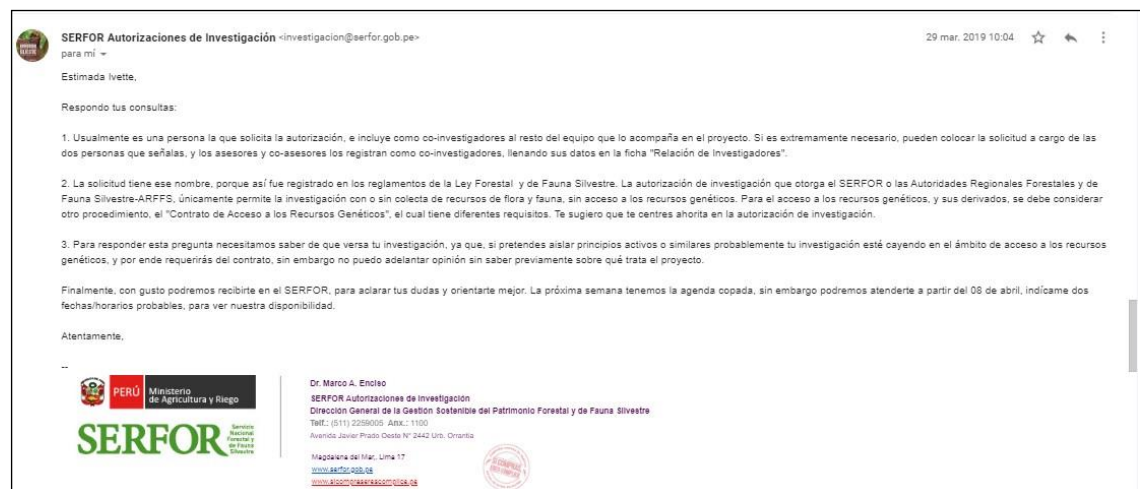 SERFOR Autorizaciones de Investigación <investigacion@serfor.gob.pe>
29 mar. 2019 10:04
para mí
Estimada Ivette,
Respondo tus consultas:
1. Usualmente es una persona la que solicita la autorización, e incluye como co-investigadores al resto del equipo que lo acompaña en el proyecto. Si es extremamente necesario, pueden colocar la solicitud a cargo de las
dos personas que señalas, y los asesores y co-asesores los registran como co-investigadores, llenando sus datos en la ficha "Relación de Investigadores".
2. La solicitud tiene ese nombre, porque así fue registrado en los reglamentos de la Ley Forestal y de Fauna Silvestre. La autorización de investigación que otorga el SERFOR o las Autoridades Regionales Forestales y de
Fauna Silvestre-ARFFS, únicamente permite la investigación con o sin colecta de recursos de flora y fauna, sin acceso a los recursos genéticos. Para el acceso a los recursos genéticos, y sus derivados, se debe considerar
otro procedimiento, el "Contrato de Acceso a los Recursos Genéticos", el cual tiene diferentes requisitos. Te sugiero que te centres ahorita en la autorización de investigación.
3. Para responder esta pregunta necesitamos saber de que versa tu investigación, ya que, si pretendes aislar principios activos o similares probablemente tu investigación esté cayendo en el ámbito de acceso a los recursos
genéticos, y por ende requerirás del contrato, sin embargo no puedo adelantar opinión sin saber previamente sobre qué trata el proyecto.
Finalmente, con gusto podremos recibirte en el SERFOR, para aclarar tus dudas y orientarte mejor. La próxima semana tenemos la agenda copada, sin embargo podremos atenderte a partir del 08 de abril, indícame dos
fechas/horarios probables, para ver nuestra disponibilidad.
Atentamente,
--
PERÚ
Ministerio
de Agricultura y Riego
SERFOR
Servicio
Nacional
Forestal y
de Fauna
Silvestre
Dr. Marco A. Enciso
SERFOR Autorizaciones de Investigación
Dirección General de la Gestión Sostenible del Patrimonio Forestal y de Fauna Silvestre
Telf.: (511) 2259005 Anx.: 1100
Avenida Javier Prado Oeste N° 2442 Urb. Orrantia
Magdalena del Mar, Lima 17
www.serfor.gob.pe
www.sicompraserescomplice.pe